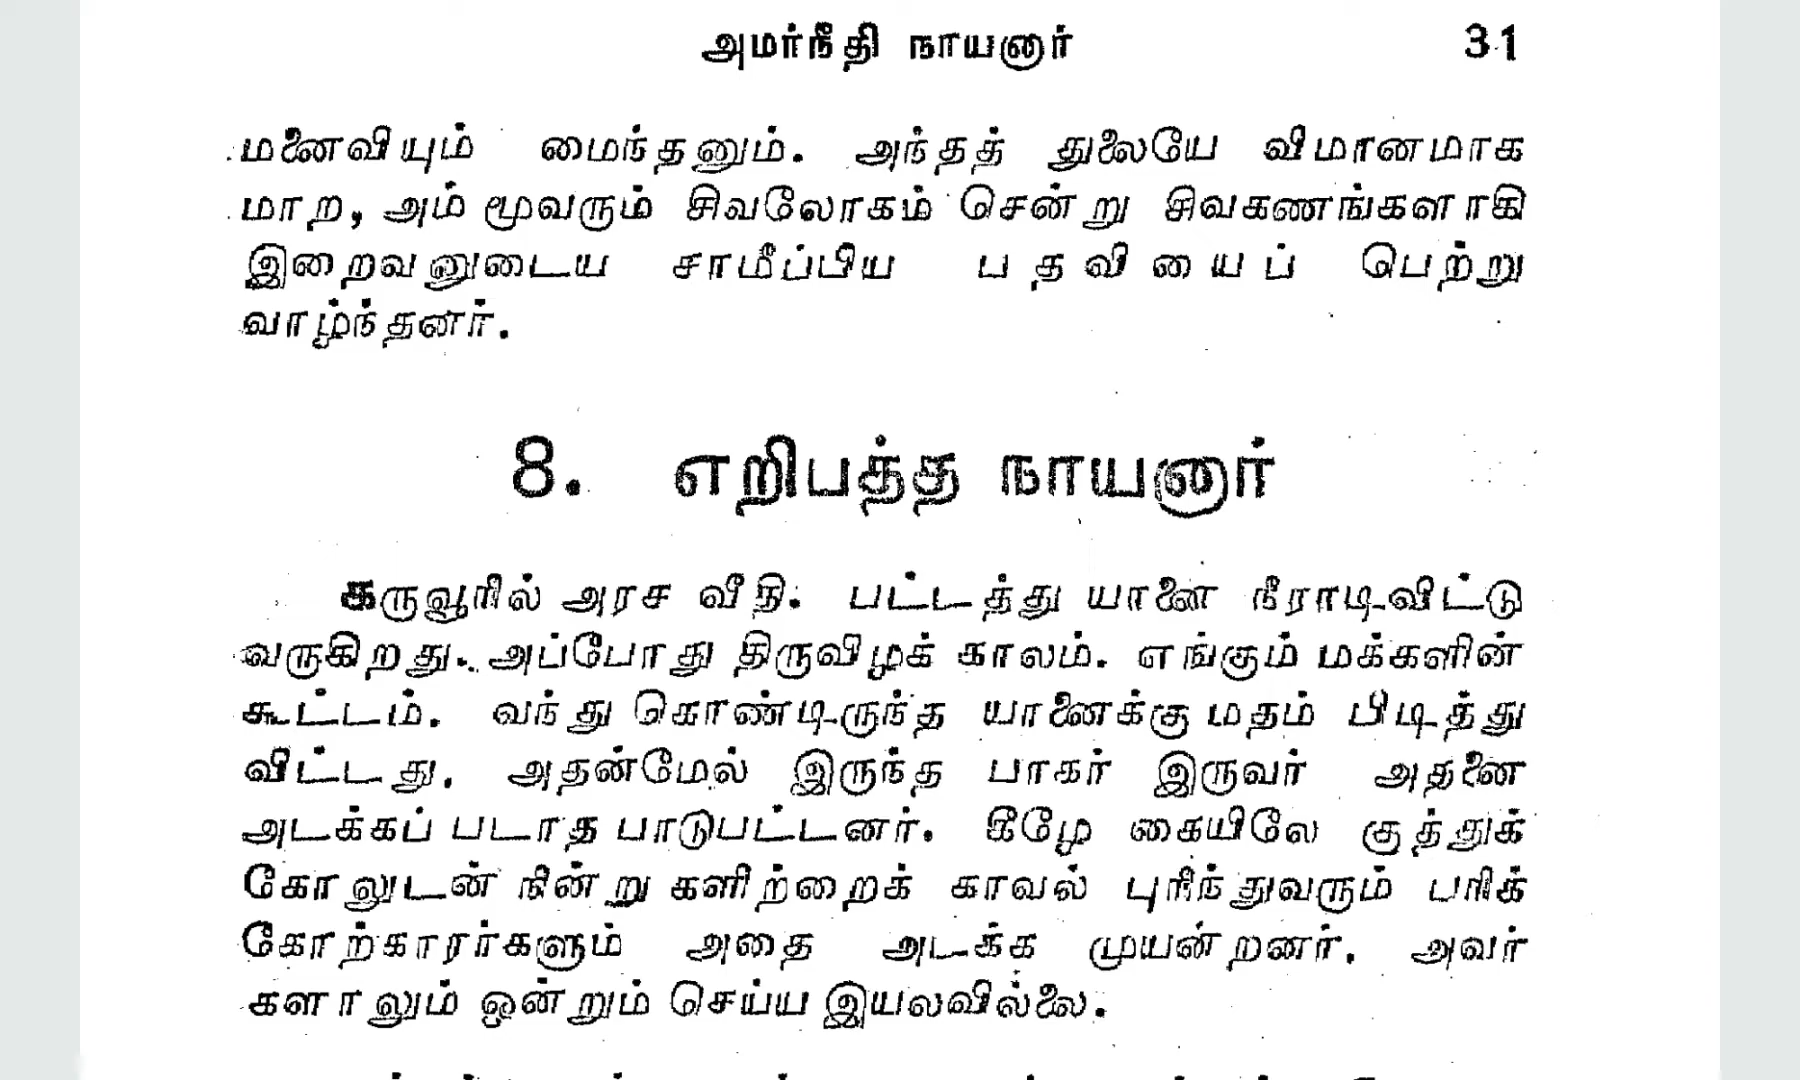 அமர்நீதி நாயனார் 31
மனைவியும் மைந்தனும். அந்தத் துலையே விமானமாக
மாற, அம் மூவரும் சிவலோகம் சென்று சிவகணங்களாகி
இறைவனுடைய சாமீப்பிய பதவியைப் பெற்று
வாழ்ந்தனர்.
8. எறிபத்த நாயனார்
கருவூரில் அரச வீதி. பட்டத்து யானை நீராடிவிட்டு
வருகிறது. அப்போது திருவிழக் காலம். எங்கும் மக்களின்
கூட்டம். வந்து கொண்டிருந்த யானைக்கு மதம் பிடித்து
விட்டது. அதன்மேல் இருந்த பாகர் இருவர் அதனை
அடக்கப் படாத பாடுபட்டனர். கீழே கையிலே குத்துக்
கோலுடன் நின்று களிற்றைக் காவல் புரிந்துவரும் பரிக்
கோற்காரர்களும் அதை அடக்க முயன்றனர். அவர்
களாலும் ஒன்றும் செய்ய இயலவில்லை.